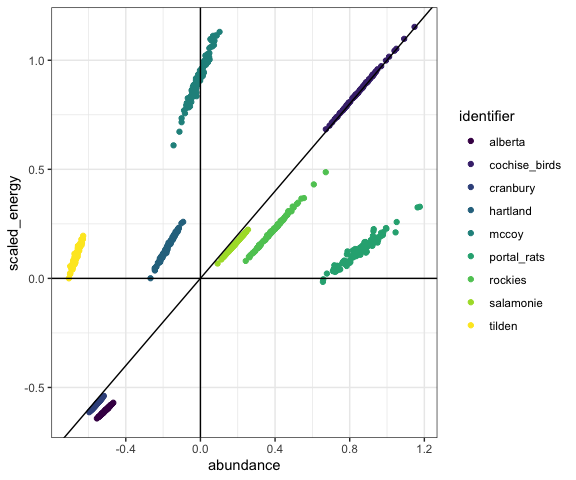 1.0
0.5
0.0
-0.5
scaled_energy
-0.4
0.0
0.4
0.8
1.2
abundance
identifier
alberta
cochise_birds
cranbury
hartland
mccoy
portal_rats
rockies
salamonie
tilden